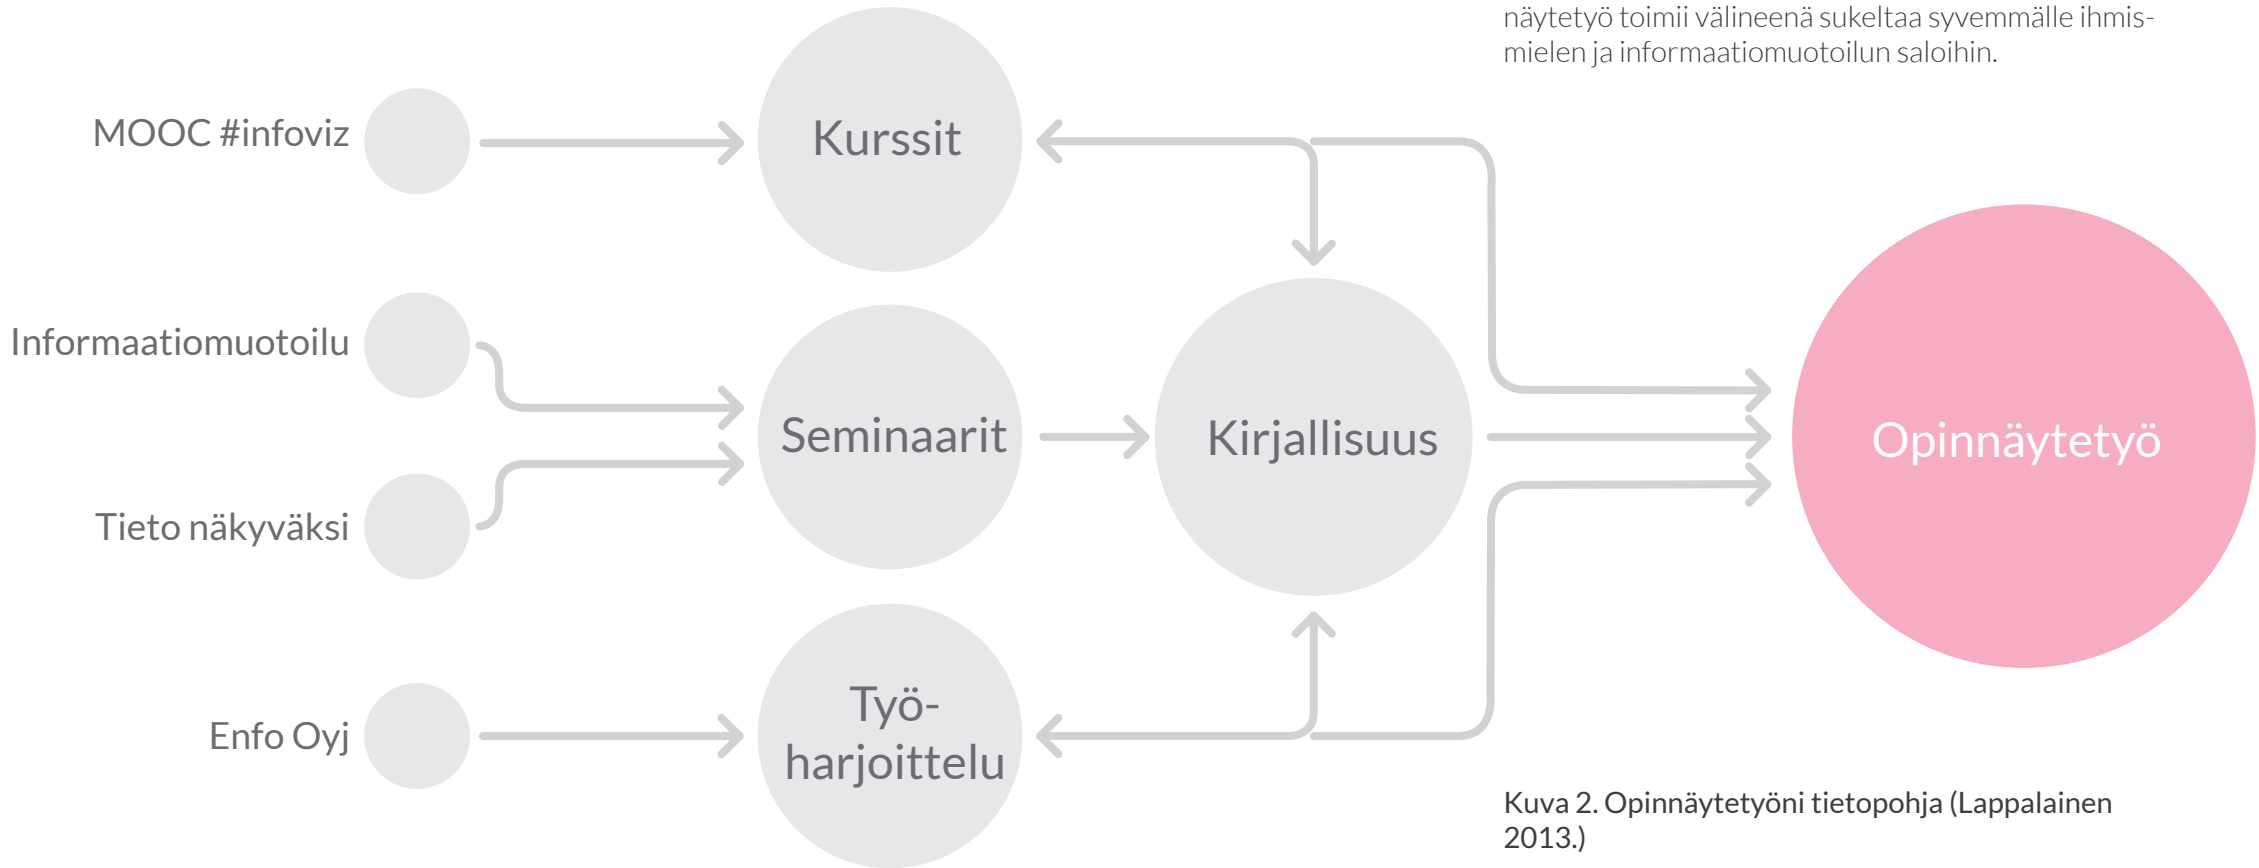 näytetyö toimii välineenä sukeltaa syvemmälle ihmis-
mielen ja informaatiomuotoilun saloihin.
MOOC #infoviz
Kurssit
Informaatiomuotoilu
Seminaarit
Kirjallisuus
Opinnäytetyö
Tieto näkyväksi
Työ-
harjoittelu
Enfo Oyj
Kuva 2. Opinnäytetyöni tietopohja (Lappalainen
2013.)